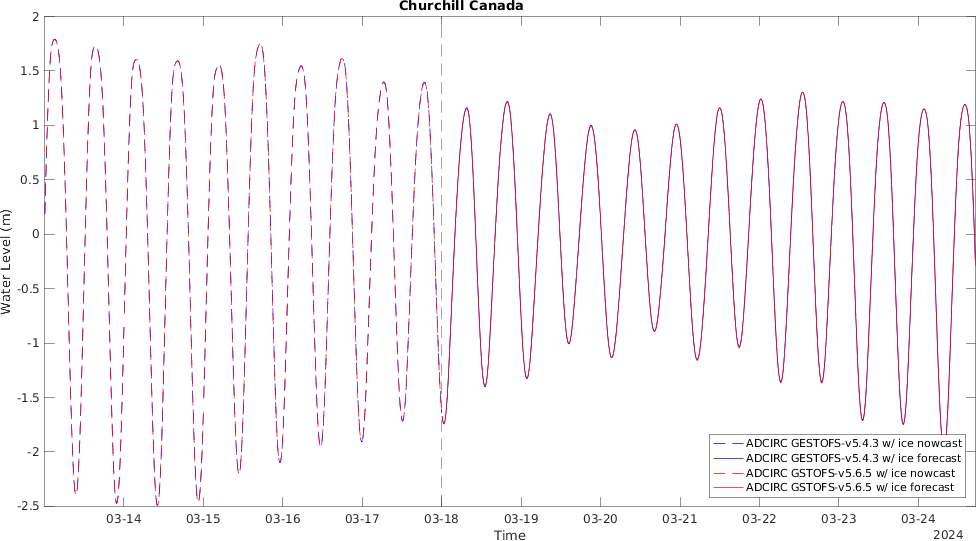 Churchill Canada
2
1.5
1
0.5
0
-0.5
-1
-1.5
-2
-2.5
Water Level (m)
ADCIRC GESTOFS-v5.4.3 w/ ice nowcast
ADCIRC GESTOFS-v5.4.3 w/ ice forecast
ADCIRC GSTOFS-v5.6.5 w/ ice nowcast
ADCIRC GSTOFS-v5.6.5 w/ ice forecast
03-14 03-15 03-16 03-17 03-18 03-19 03-20 03-21 03-22 03-23 03-24
Time
2024